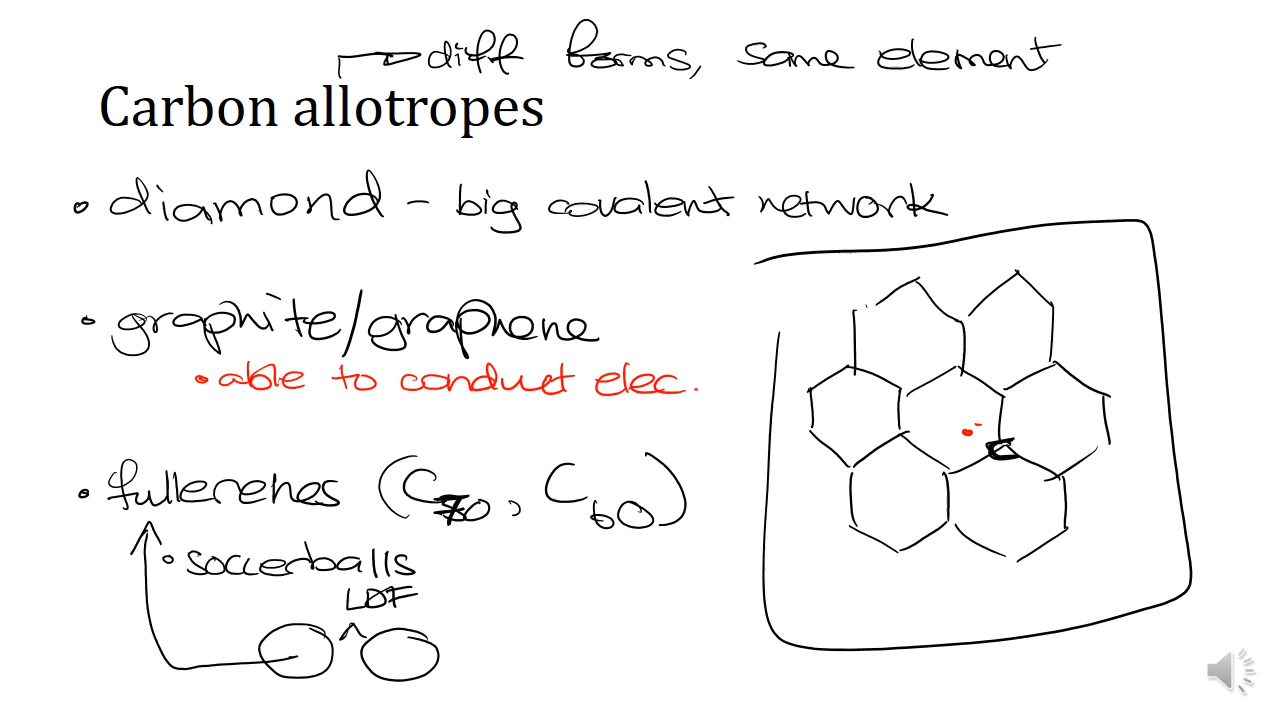 diff forms, same element
Carbon allotropes
• diamond - big covalent network
• graphite/graphene
• able to conduct elec.
• fullerenes (C70, C60)
• soccerballs
LDF
C